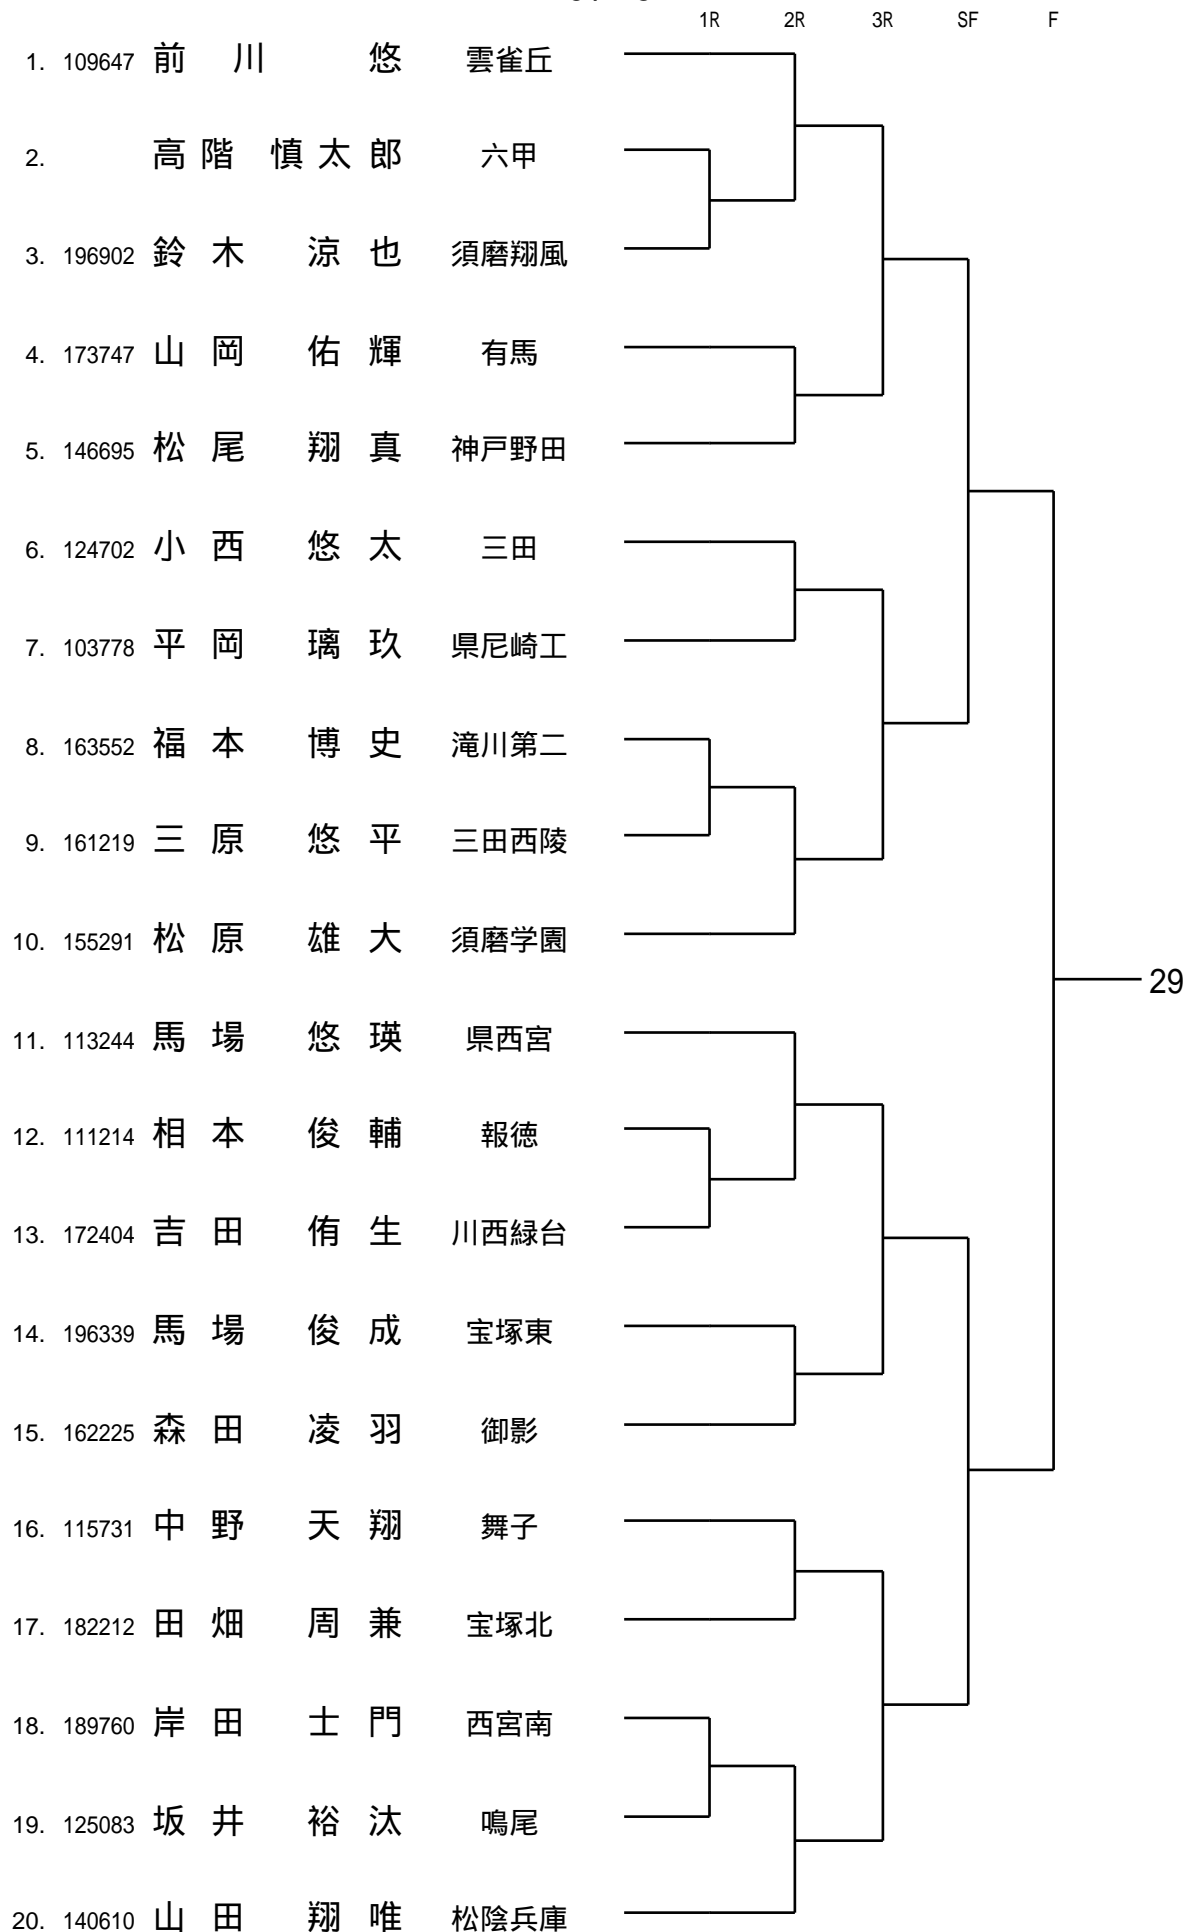 1R 2R 3R SF F
1. 109647 前川 悠 雲雀丘
2. 高階 慎太郎 六甲
3. 196902 鈴木 涼也 須磨翔風
4. 173747 山岡 佑輝 有馬
5. 146695 松尾 翔真 神戸野田
6. 124702 小西 悠太 三田
7. 103778 平岡 璃玖 県尼崎工
8. 163552 福本 博史 滝川第二
9. 161219 三原 悠平 三田西陵
10. 155291 松原 雄大 須磨学園
29
11. 113244 馬場 悠瑛 県西宮
12. 111214 相本 俊輔 報徳
13. 172404 吉田 侑生 川西緑台
14. 196339 馬場 俊成 宝塚東
15. 162225 森田 凌羽 御影
16. 115731 中野 天翔 舞子
17. 182212 田畑 周兼 宝塚北
18. 189760 岸田 士門 西宮南
19. 125083 坂井 裕汰 鳴尾
20. 140610 山田 翔唯 松陰兵庫